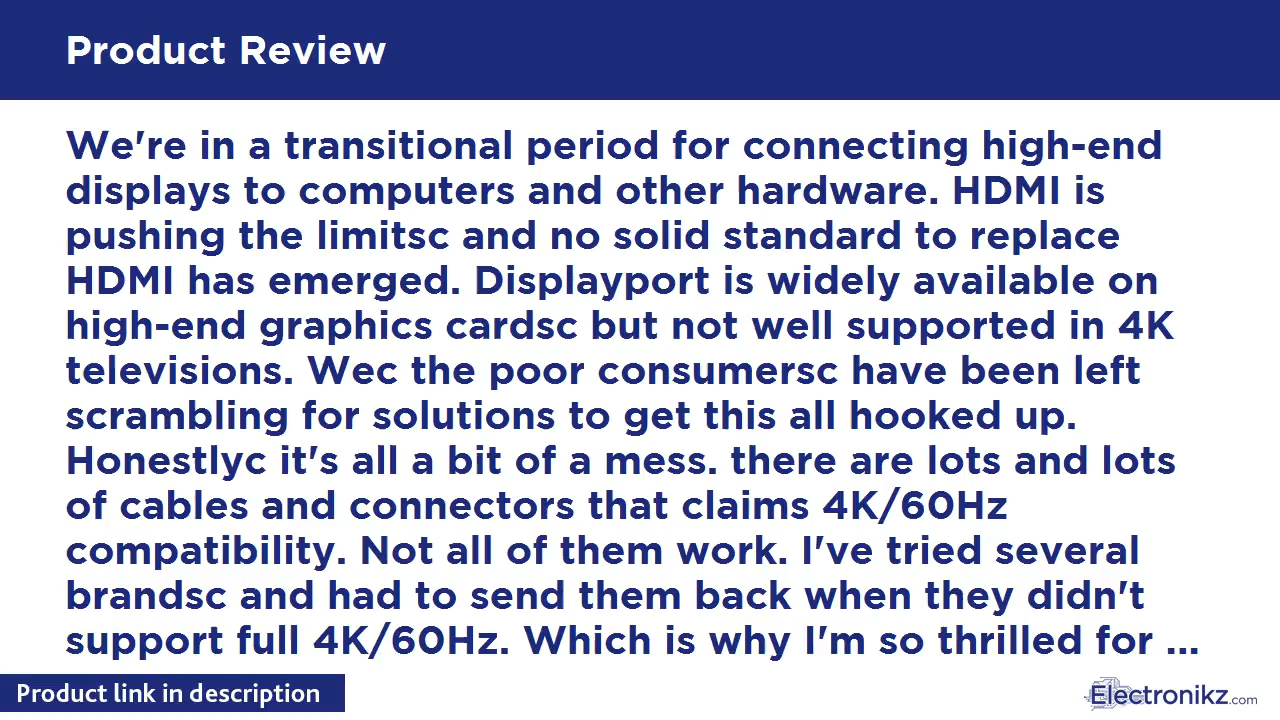 Product Review
We're in a transitional period for connecting high-end
displays to computers and other hardware. HDMI is
pushing the limitsc and no solid standard to replace
HDMI has emerged. Displayport is widely available on
high-end graphics cardsc but not well supported in 4K
televisions. Wec the poor consumersc have been left
scrambling for solutions to get this all hooked up.
Honestlyc it's all a bit of a mess. there are lots and lots
of cables and connectors that claims 4K/60Hz
compatibility. Not all of them work. I've tried several
brandsc and had to send them back when they didn't
support full 4K/60Hz. Which is why I'm so thrilled for ...
Product link in description
Electronikz.com